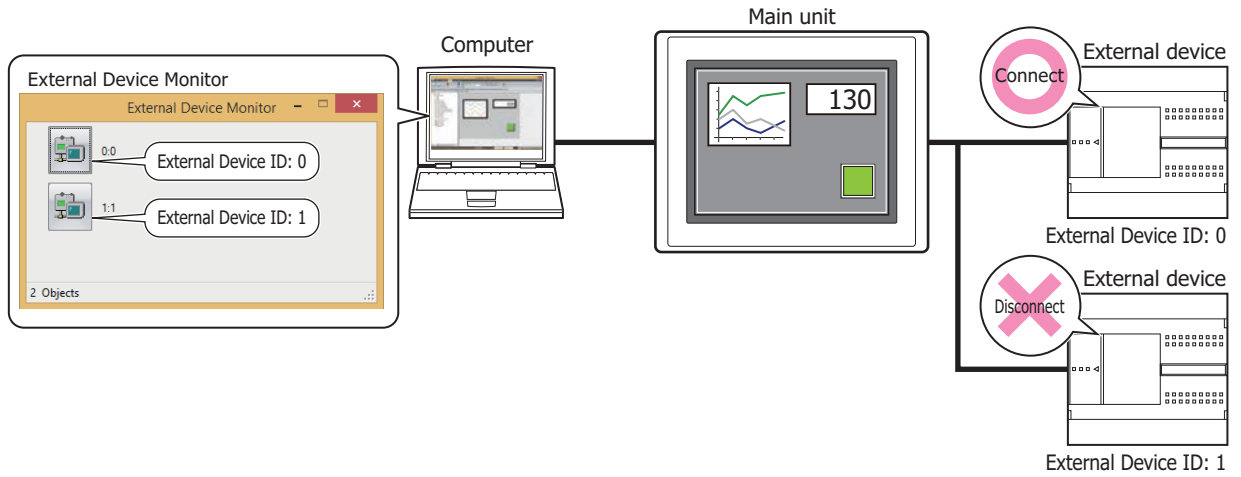 Main unit
Computer
External Device Monitor
External Device Monitor
0:0
External Device ID: 0
1:1
External Device ID: 1
2 Objects
130
Connect
External device
External Device ID: 0
Disconnect
External device
External Device ID: 1